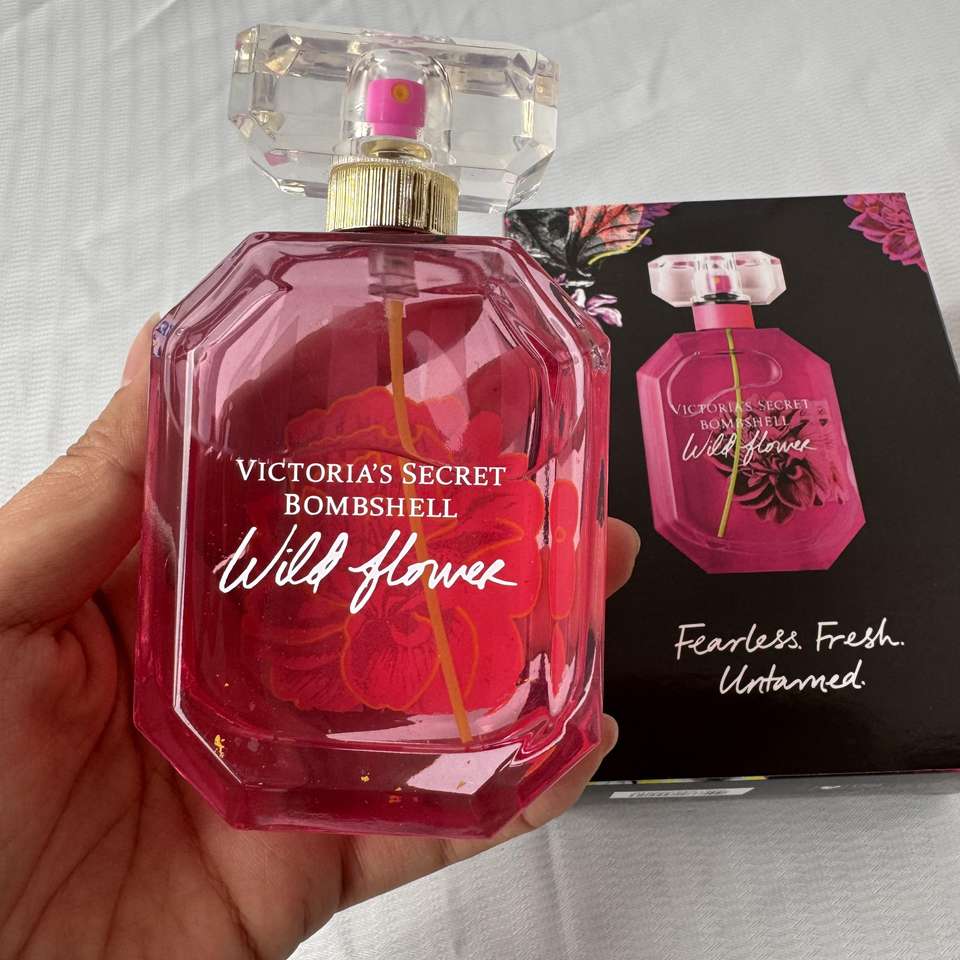 VICTORIA'S SECRET
BOMBSHELL
Wild flower
VICTORIA'S SECRET
BOMBSHELL
Wild flower
Fearless. Fresh.
Untamed.